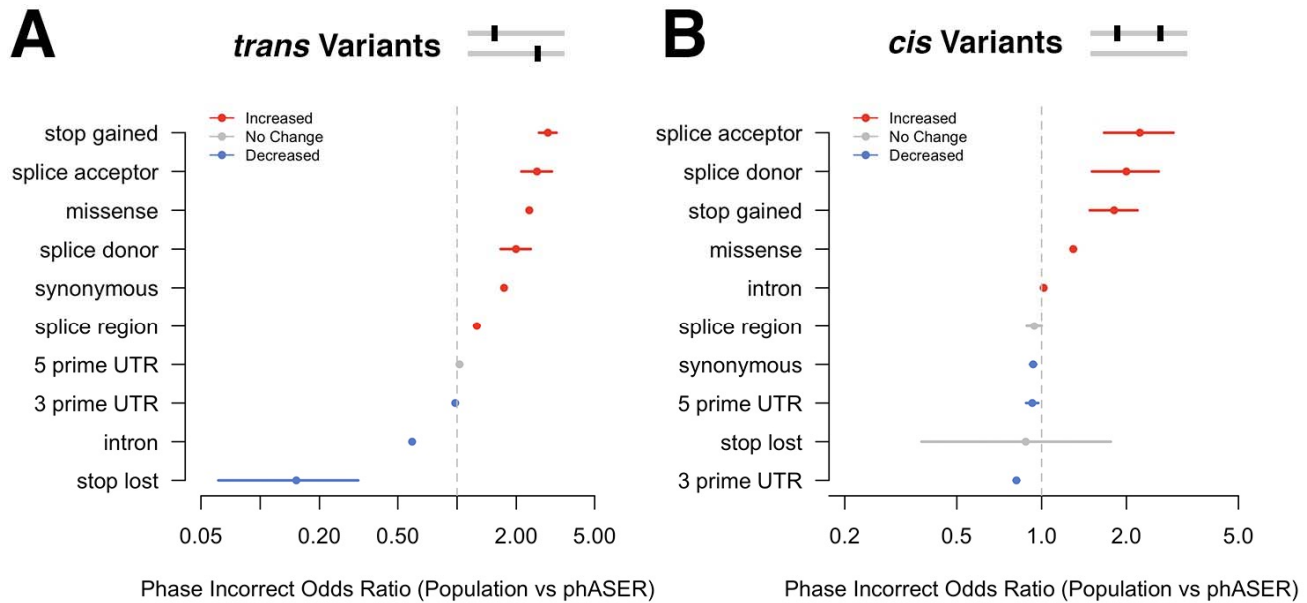 A
trans Variants
Increased
No Change
Decreased
stop gained
splice acceptor
missense
splice donor
synonymous
splice region
5 prime UTR
3 prime UTR
intron
stop lost
0.05 0.20 0.50 2.00 5.00
Phase Incorrect Odds Ratio (Population vs phASER)
B
cis Variants
Increased
No Change
Decreased
splice acceptor
splice donor
stop gained
missense
intron
splice region
synonymous
5 prime UTR
stop lost
3 prime UTR
0.2 0.5 1.0 2.0 5.0
Phase Incorrect Odds Ratio (Population vs phASER)